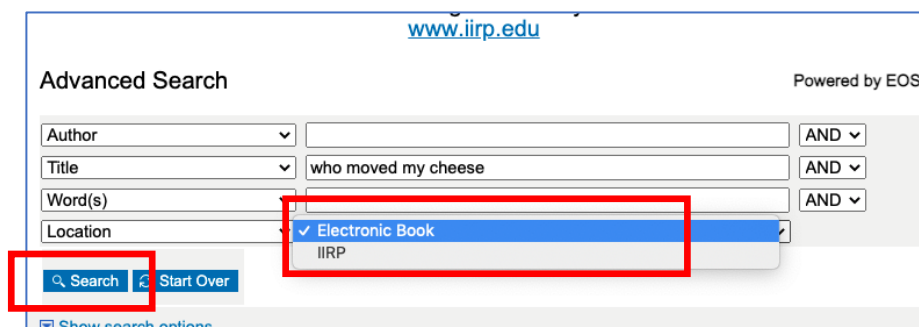 www.iirp.edu
Advanced Search
Powered by EOS
Author AND
Title who moved my cheese AND
Word(s) AND
Location ✓ Electronic Book
IIRP
Search Start Over
Show search options